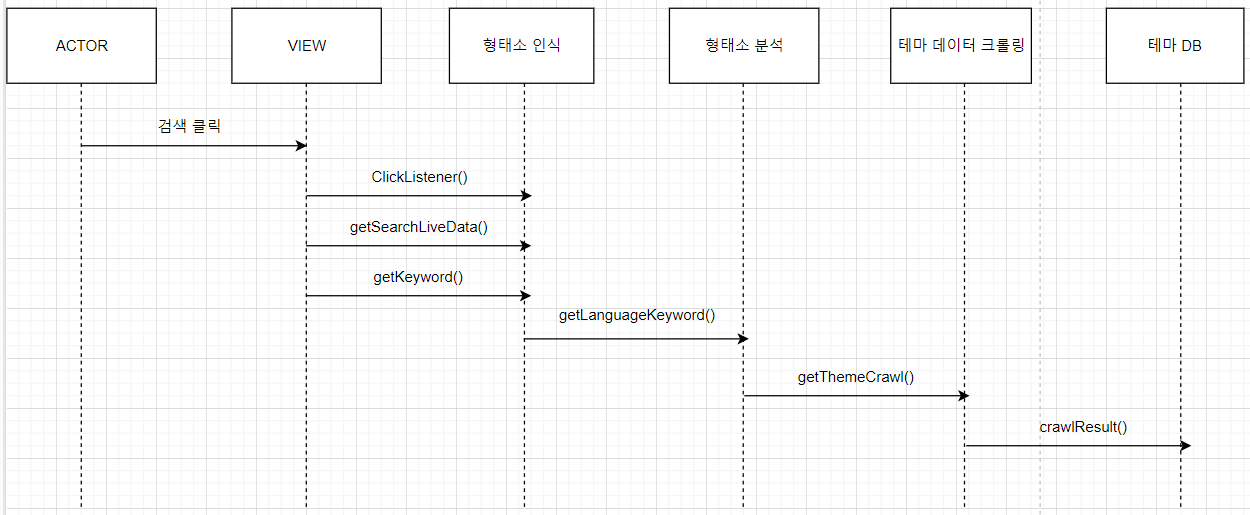 ACTOR
VIEW
형태소 인식
형태소 분석
테마 데이터 크롤링
테마 DB
검색 클릭
ClickListener()
getSearchLiveData()
getKeyword()
getLanguageKeyword()
getThemeCrawl()
crawlResult()